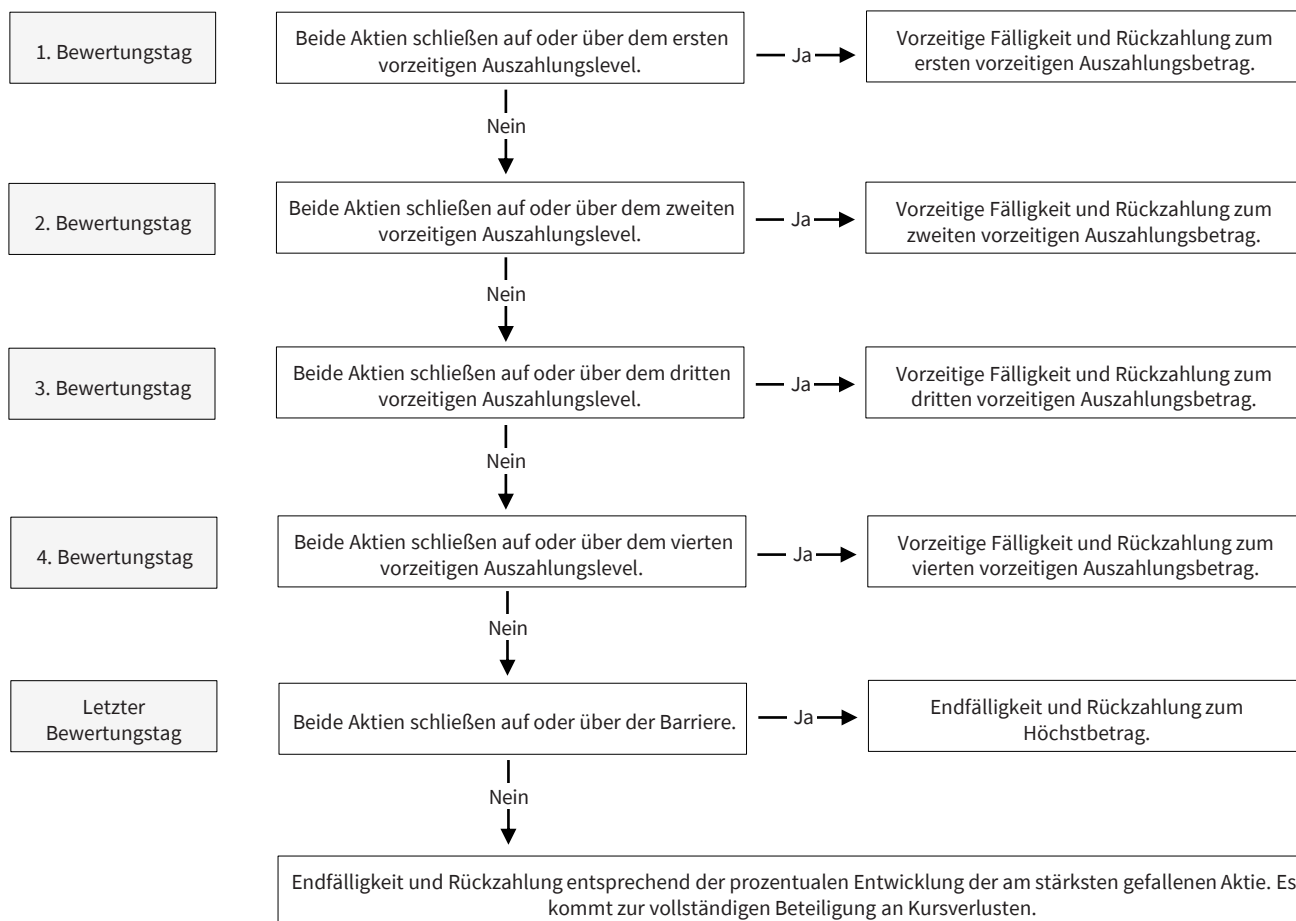 1. Bewertungstag
Beide Aktien schließen auf oder über dem ersten
vorzeitigen Auszahlungslevel.
Ja
Vorzeitige Fälligkeit und Rückzahlung zum
ersten vorzeitigen Auszahlungsbetrag.
Nein
2. Bewertungstag
Beide Aktien schließen auf oder über dem zweiten
vorzeitigen Auszahlungslevel.
Ja
Vorzeitige Fälligkeit und Rückzahlung zum
zweiten vorzeitigen Auszahlungsbetrag.
Nein
3. Bewertungstag
Beide Aktien schließen auf oder über dem dritten
vorzeitigen Auszahlungslevel.
Ja
Vorzeitige Fälligkeit und Rückzahlung zum
dritten vorzeitigen Auszahlungsbetrag.
Nein
4. Bewertungstag
Beide Aktien schließen auf oder über dem vierten
vorzeitigen Auszahlungslevel.
Ja
Vorzeitige Fälligkeit und Rückzahlung zum
vierten vorzeitigen Auszahlungsbetrag.
Nein
Letzter
Bewertungstag
Beide Aktien schließen auf oder über der Barriere.
Ja
Endfälligkeit und Rückzahlung zum
Höchstbetrag.
Nein
Endfälligkeit und Rückzahlung entsprechend der prozentualen Entwicklung der am stärksten gefallenen Aktie. Es
kommt zur vollständigen Beteiligung an Kursverlusten.